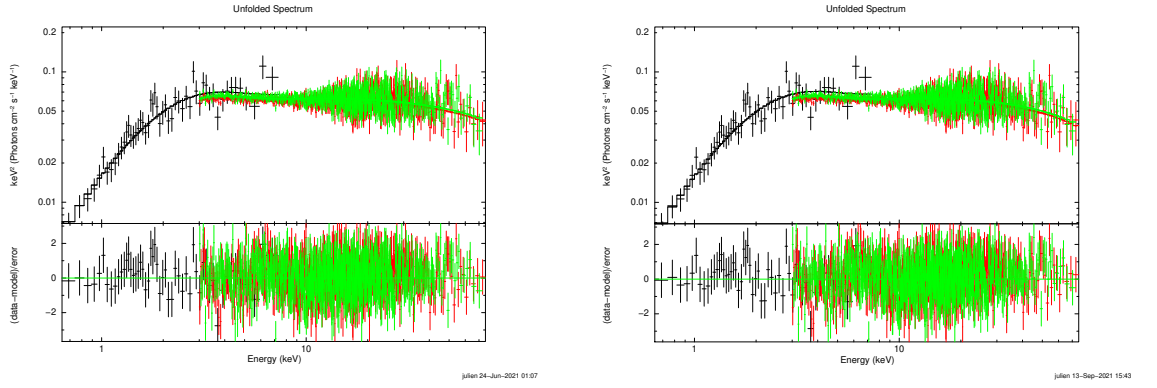 Unfolded Spectrum
0.2
0.1
0.05
0.02
0.01
keV² (Photons cm⁻² s⁻¹ keV⁻¹)
2
0
−2
(data−model)/error
1
10
Energy (keV)
julien 24−Jun−2021 01:07
Unfolded Spectrum
0.2
0.1
0.05
0.02
0.01
keV² (Photons cm⁻² s⁻¹ keV⁻¹)
2
0
−2
(data−model)/error
1
10
Energy (keV)
julien 13−Sep−2021 15:43